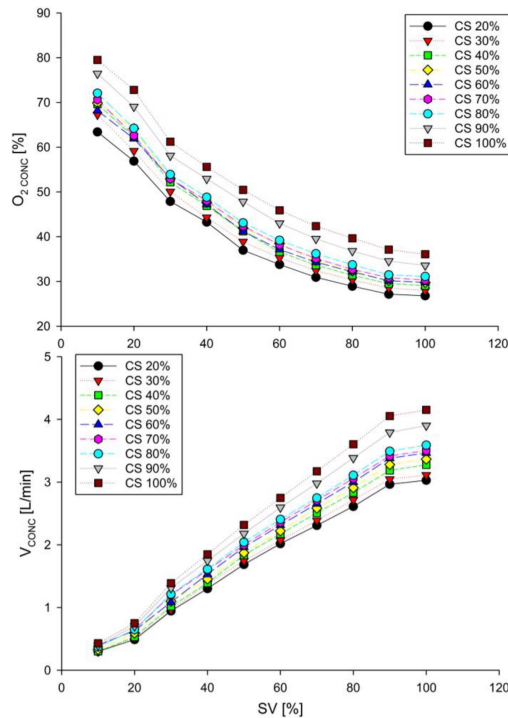 90
80
70
60
50
40
30
20
O2 CONC [%]
0 20 40 60 80 100 120
CS 20%
CS 30%
CS 40%
CS 50%
CS 60%
CS 70%
CS 80%
CS 90%
CS 100%
5
4
3
2
1
0
VCONC [L/min]
CS 20%
CS 30%
CS 40%
CS 50%
CS 60%
CS 70%
CS 80%
CS 90%
CS 100%
0 20 40 60 80 100 120
SV [%]